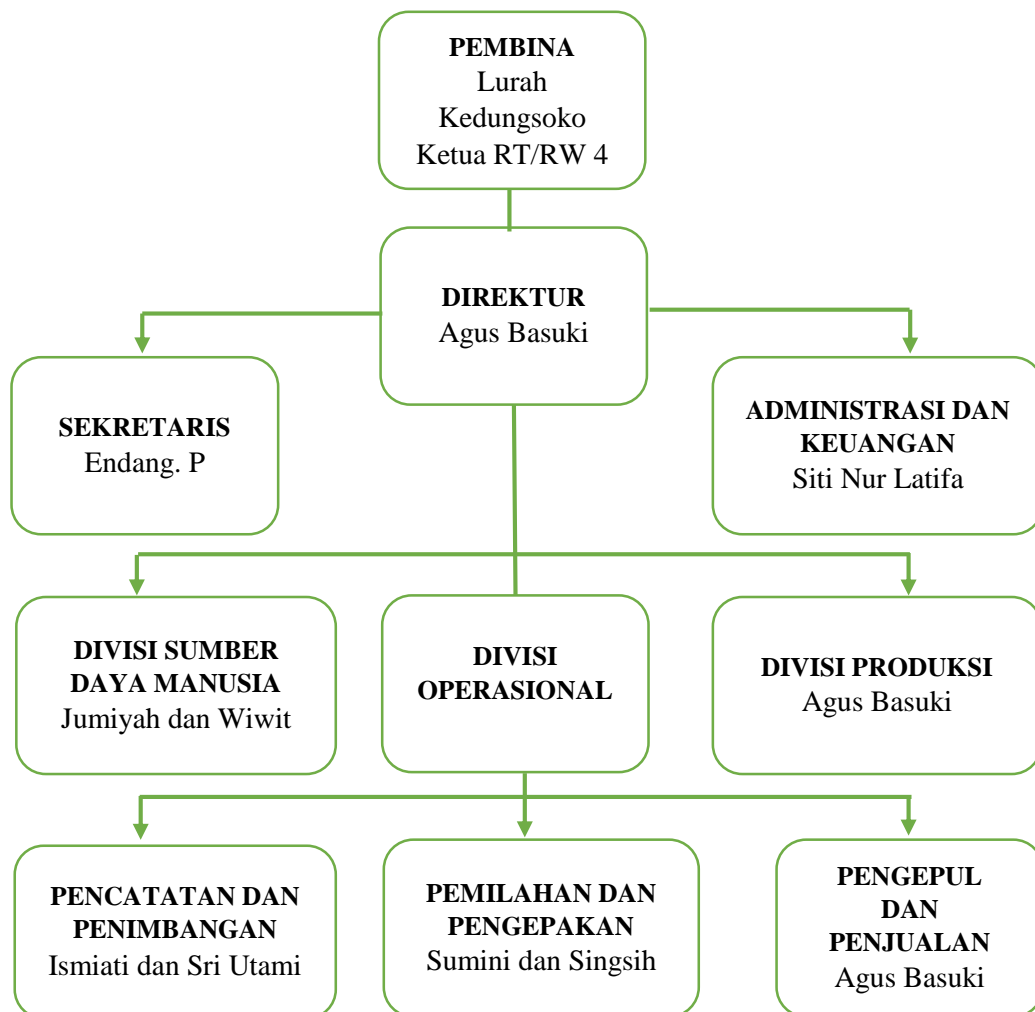 PEMBINA
Lurah
Kedungsoko
Ketua RT/RW 4
DIREKTUR
Agus Basuki
SEKRETARIS
Endang. P
ADMINISTRASI DAN
KEUANGAN
Siti Nur Latifa
DIVISI SUMBER
DAYA MANUSIA
Jumiyah dan Wiwit
DIVISI
OPERASIONAL
DIVISI PRODUKSI
Agus Basuki
PENCATATAN DAN
PENIMBANGAN
Ismiati dan Sri Utami
PEMILAHAN DAN
PENGEPAKAN
Sumini dan Singsih
PENGEPUL
DAN
PENJUALAN
Agus Basuki